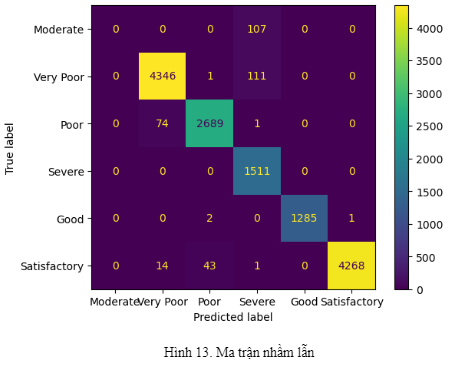 Moderate 0 0 0 107 0 0
Very Poor 0 4346 1 111 0 0
Poor 0 74 2689 1 0 0
Severe 0 0 0 1511 0 0
Good 0 0 2 0 1285 1
Satisfactory 0 14 43 1 0 4268
True label
Moderate Very Poor Poor Severe Good Satisfactory
Predicted label
4000
3500
3000
2500
2000
1500
1000
500
0
Hình 13. Ma trận nhầm lẫn